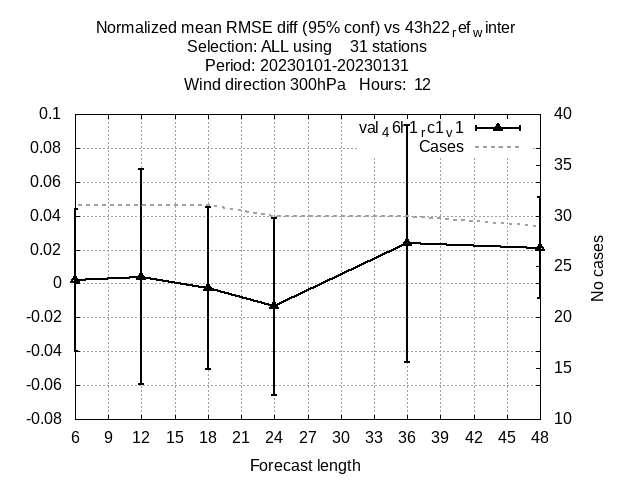 Normalized mean RMSE diff (95% conf) vs 43h22refwinter
Selection: ALL using 31 stations
Period: 20230101-20230131
Wind direction 300hPa Hours: 12
val46h1rc1v1
Cases
0.1
0.08
0.06
0.04
0.02
0
-0.02
-0.04
-0.06
-0.08
40
35
30
25
20
15
10
No cases
6 9 12 15 18 21 24 27 30 33 36 39 42 45 48
Forecast length